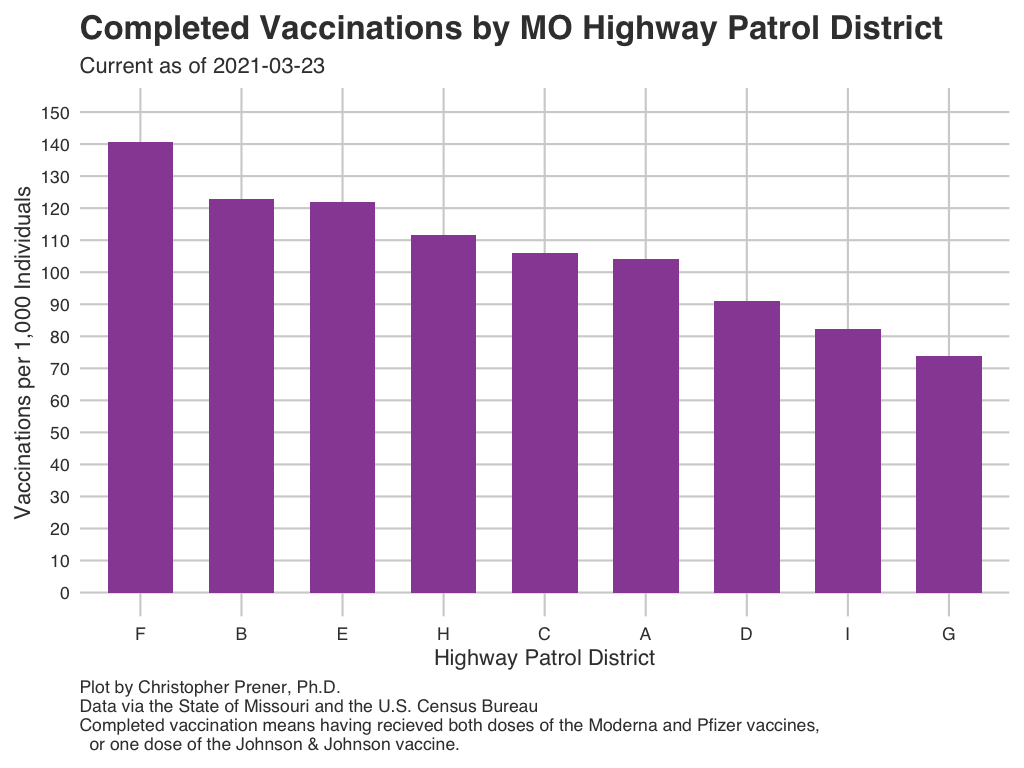 Completed Vaccinations by MO Highway Patrol District
Current as of 2021-03-23
Vaccinations per 1,000 Individuals
150
140
130
120
110
100
90
80
70
60
50
40
30
20
10
0
F B E H C A D I G
Highway Patrol District
Plot by Christopher Prener, Ph.D.
Data via the State of Missouri and the U.S. Census Bureau
Completed vaccination means having recieved both doses of the Moderna and Pfizer vaccines,
or one dose of the Johnson & Johnson vaccine.